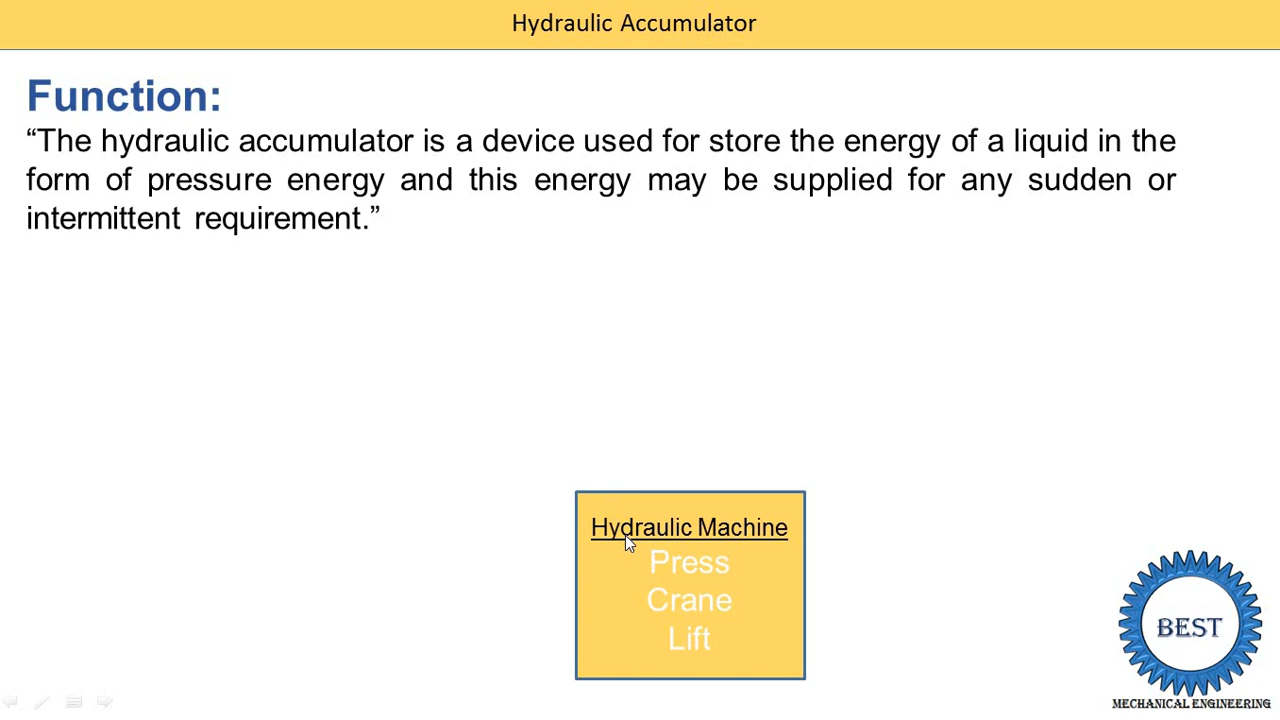 Hydraulic Accumulator
Function:
“The hydraulic accumulator is a device used for store the energy of a liquid in the
form of pressure energy and this energy may be supplied for any sudden or
intermittent requirement.”
Hydraulic Machine
Press
Crane
Lift
BEST
MECHANICAL ENGINEERING